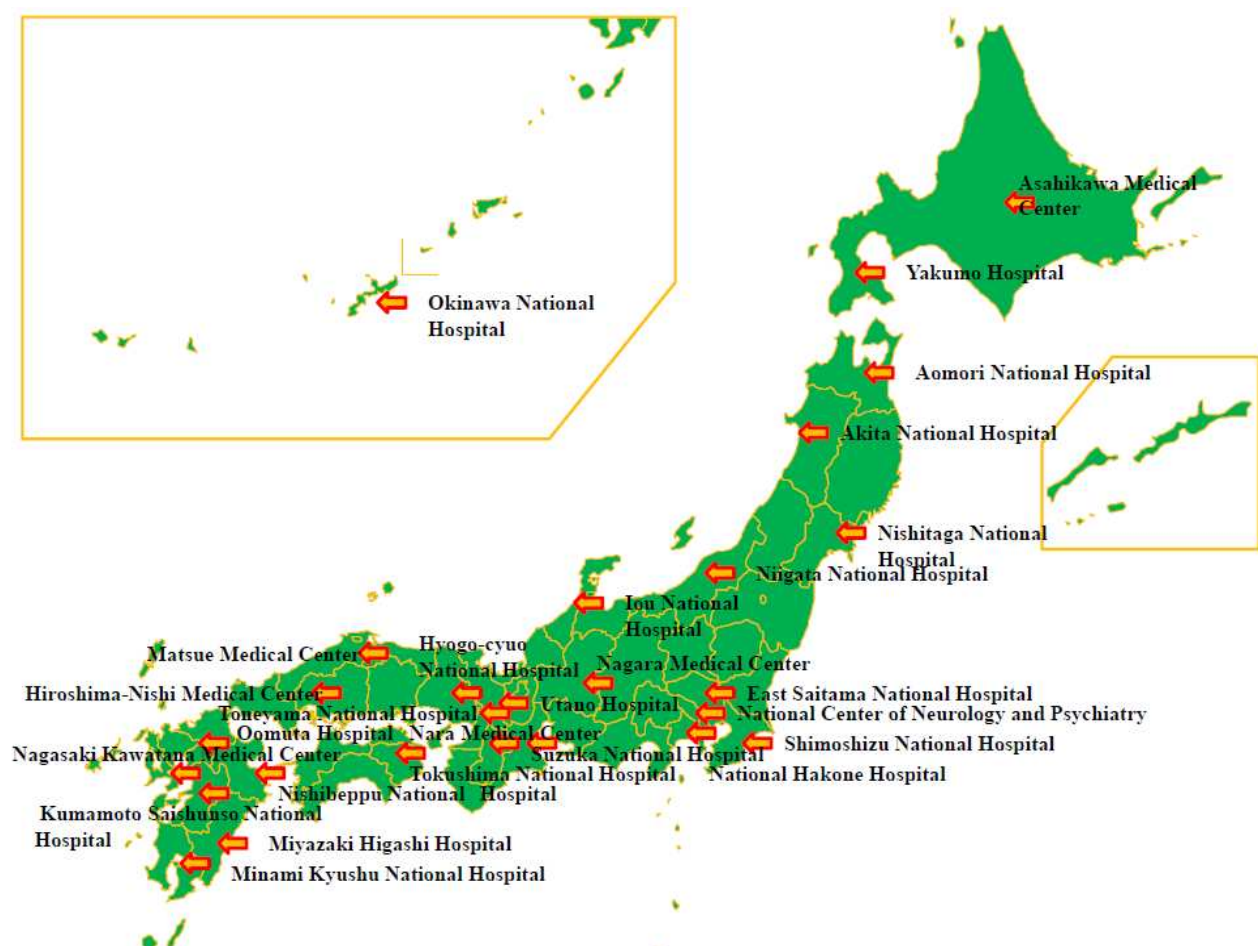 Asahikawa Medical
Center
Yakumo Hospital
Okinawa National
Hospital
Aomori National Hospital
Akita National Hospital
Nishitaga National
Hospital
Niigata National Hospital
Iou National
Hospital
Hyogo-cyuo
National Hospital
Matsue Medical Center
Nagara Medical Center
Hiroshima-Nishi Medical Center
East Saitama National Hospital
Utano Hospital
Toneyama National Hospital
National Center of Neurology and Psychiatry
Oomuta Hospital
Nara Medical Center
Shimoshizu National Hospital
Nagasaki Kawatana Medical Center
Suzuka National Hospital
Tokushima National Hospital
National Hakone Hospital
Nishibeppu National Hospital
Kumamoto Saishunso National
Hospital
Miyazaki Higashi Hospital
Minami Kyushu National Hospital